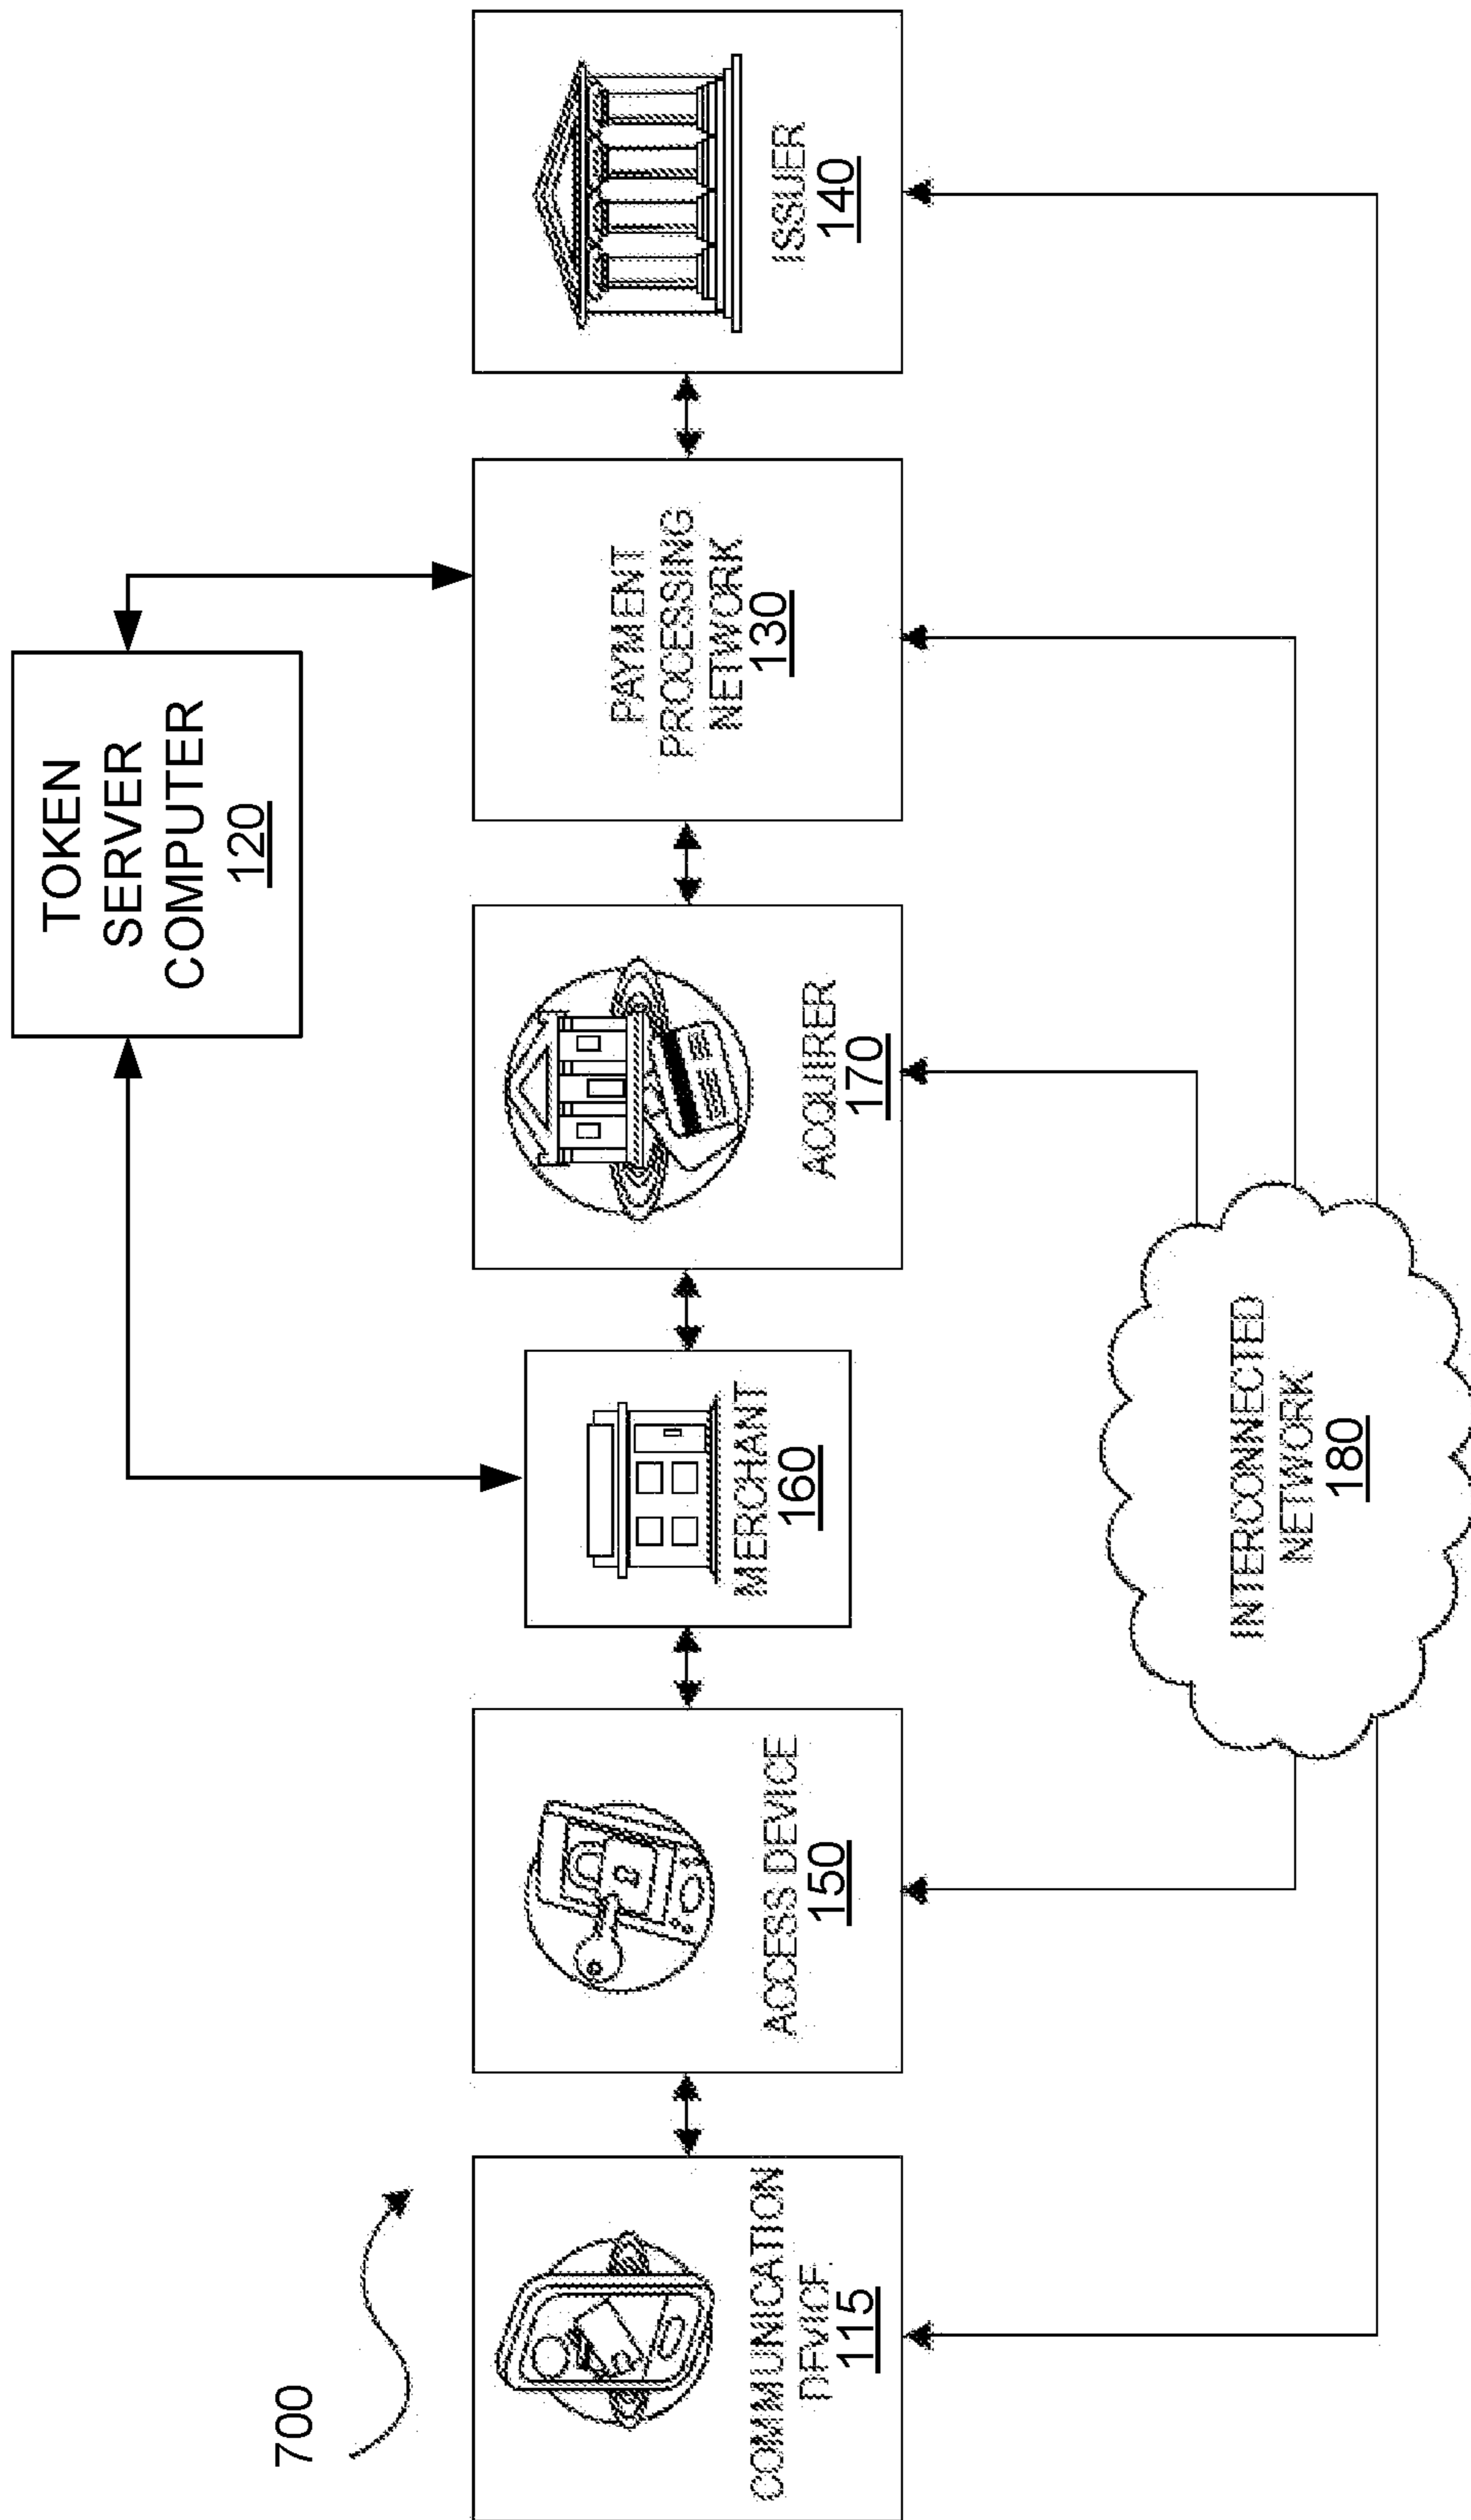 700
TOKEN
SERVER
COMPUTER
120
COMMUNICATION
DEVICE
115
ACCESS DEVICE
150
MERCHANT
160
ACQUIRER
170
PAYMENT
PROCESSING
NETWORK
130
ISSUER
140
INTERCONNECTED
NETWORK
180